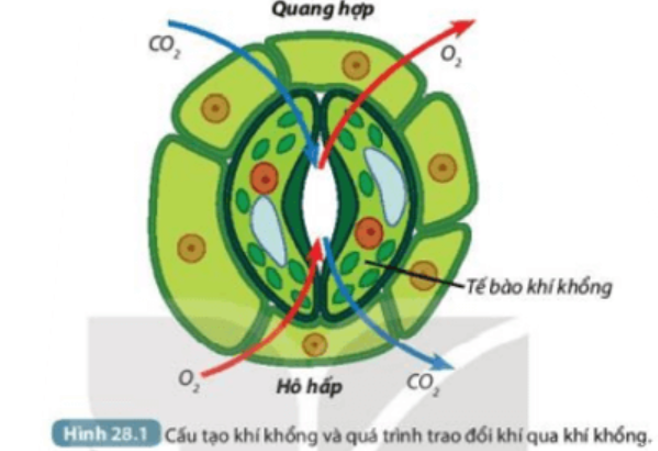 Quang hợp
CO₂
O₂
Tế bào khí khổng
O₂
Hô hấp
CO₂
Hình 28.1 Cấu tạo khí khổng và quá trình trao đổi khí qua khí khổng.